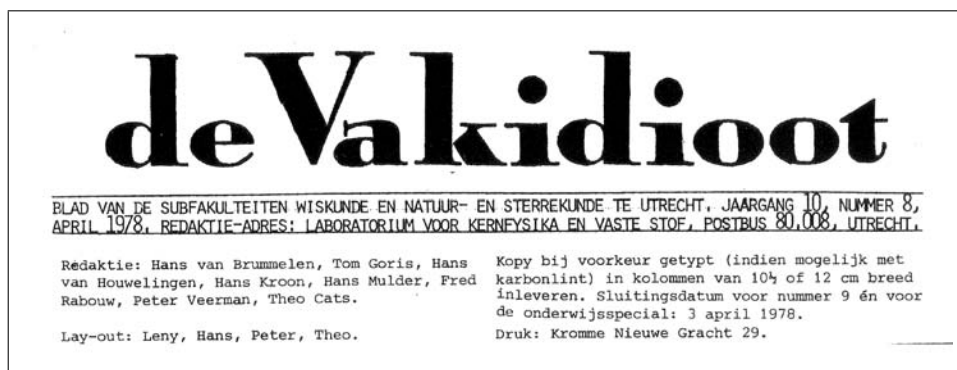 de Vakidioot
BLAD VAN DE SUBFAKULTEITEN WISKUNDE EN NATUUR- EN STERREKUNDE TE UTRECHT. JAARGANG 10, NUMMER 8,
APRIL 1978. REDAKTIE-ADRES: LABORATORIUM VOOR KERNFYSIKA EN VASTE STOF, POSTBUS 80.008, UTRECHT.
Redaktie: Hans van Brummelen, Tom Goris, Hans
van Houwelingen, Hans Kroon, Hans Mulder, Fred
Rabouw, Peter Veerman, Theo Cats.
Lay-out: Leny, Hans, Peter, Theo.
Kopy bij voorkeur getypt (indien mogelijk met
karbonlint) in kolommen van 10½ of 12 cm breed
inleveren. Sluitingsdatum voor nummer 9 én voor
de onderwijsspecial: 3 april 1978.
Druk: Kromme Nieuwe Gracht 29.